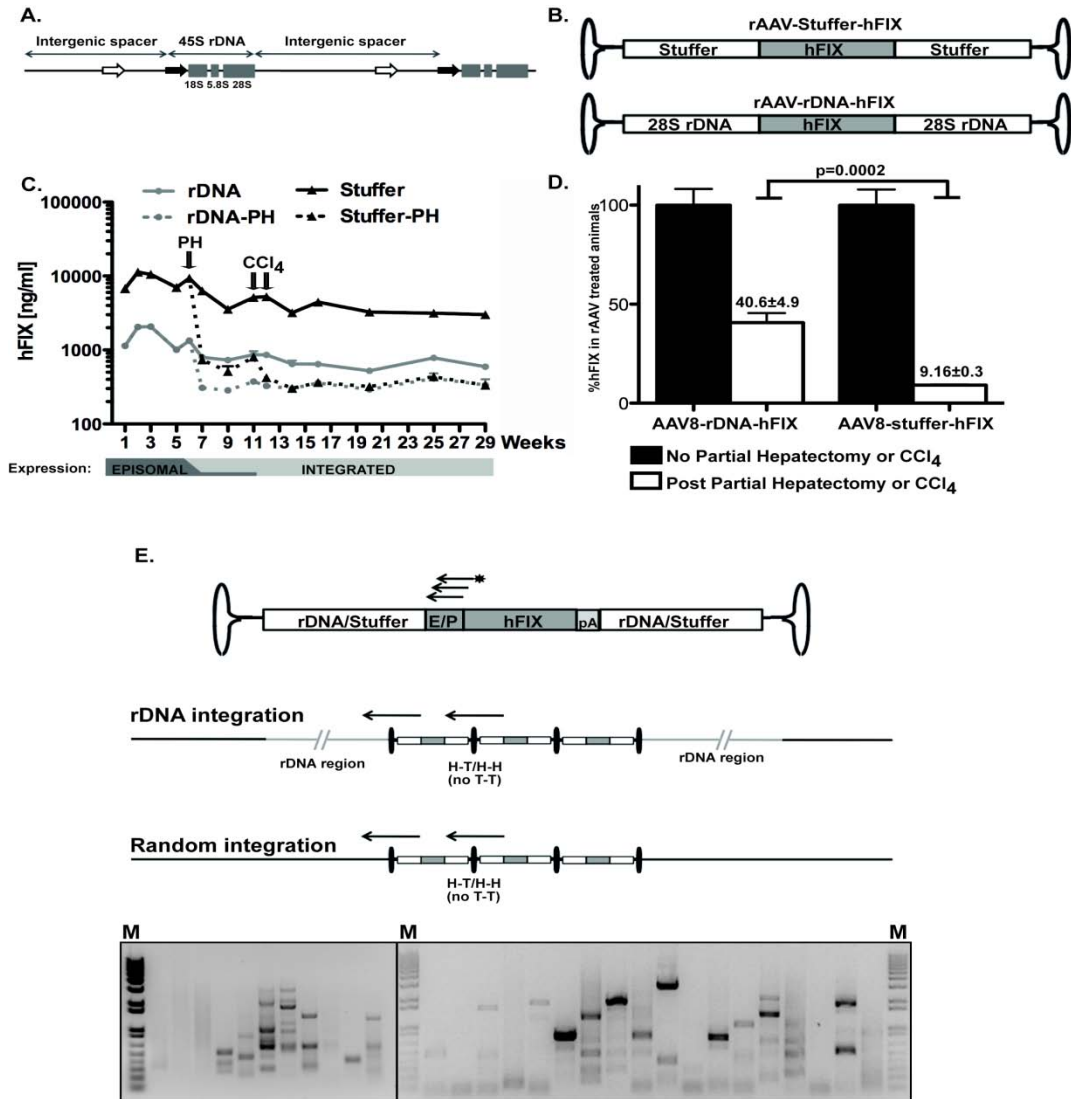 A.
Intergenic spacer 45S rDNA Intergenic spacer
18S 5.8S 28S
B.
rAAV-Stuffer-hFIX
Stuffer hFIX Stuffer
rAAV-rDNA-hFIX
28S rDNA hFIX 28S rDNA
C.
rDNA Stuffer
rDNA-PH Stuffer-PH
hFIX [ng/ml]
100000
10000
1000
100
PH
CCl4
1 3 5 7 9 11 13 15 17 19 21 23 25 27 29 Weeks
Expression: EPISOMAL INTEGRATED
D.
p=0.0002
%hFIX in rAAV treated animals
100
50
0
40.6±4.9
9.16±0.3
AAV8-rDNA-hFIX AAV8-stuffer-hFIX
No Partial Hepatectomy or CCl4
Post Partial Hepatectomy or CCl4
E.
rDNA/Stuffer E/P hFIX pA rDNA/Stuffer
rDNA integration
rDNA region
H-T/H-H
(no T-T)
rDNA region
Random integration
H-T/H-H
(no T-T)
M M M